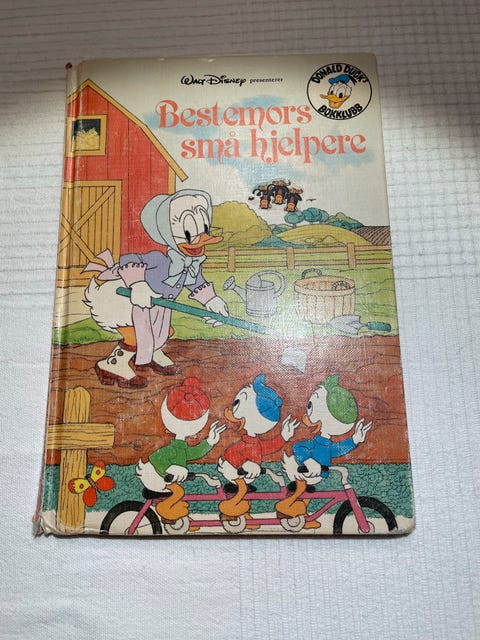 Walt Disney presenterer
DONALD DUCK'S
BOKKLUBB
Bestemors
små hjelpere